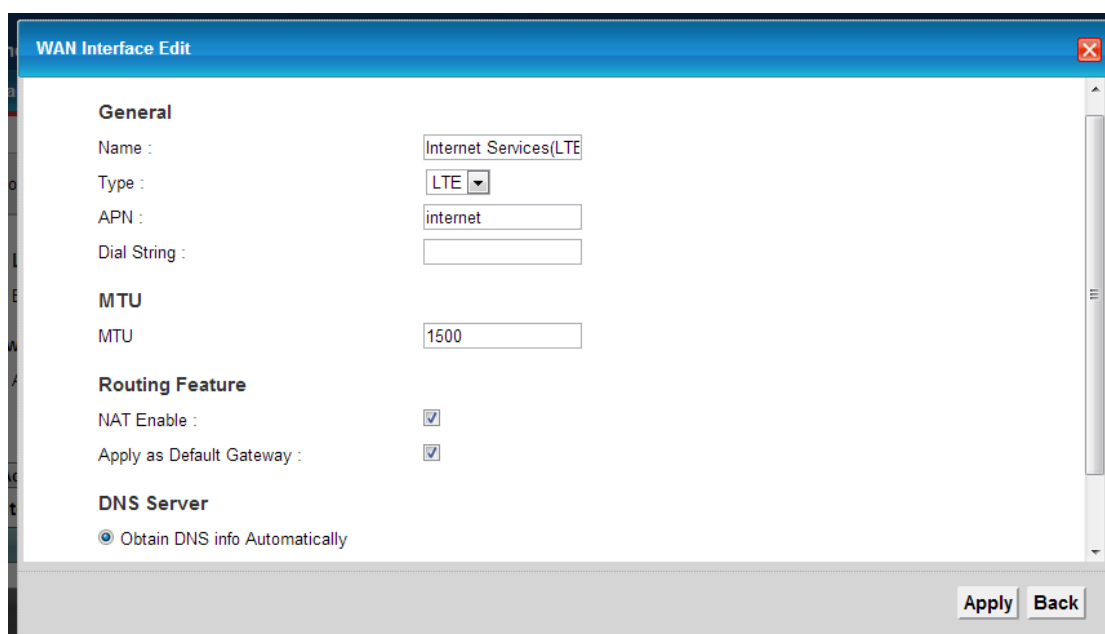 WAN Interface Edit
General
Name : Internet Services(LTE
Type : LTE
APN : internet
Dial String :
MTU
MTU 1500
Routing Feature
NAT Enable :
Apply as Default Gateway :
DNS Server
Obtain DNS info Automatically
Apply Back